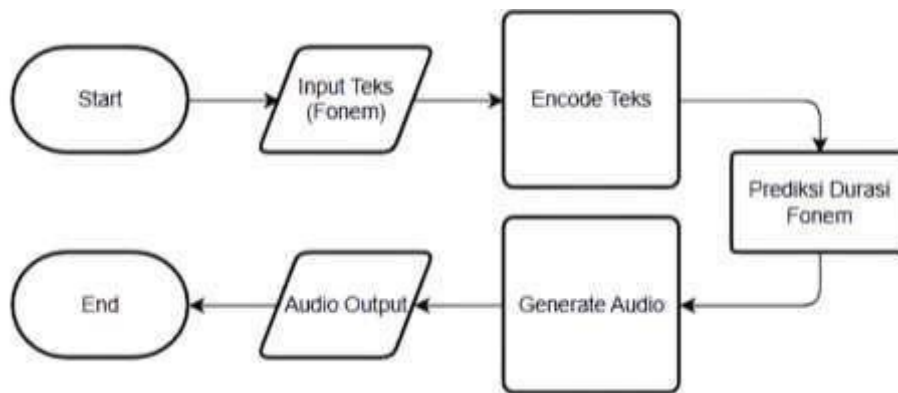 Start
Input Teks
(Fonem)
Encode Teks
Prediksi Durasi
Fonem
Generate Audio
Audio Output
End